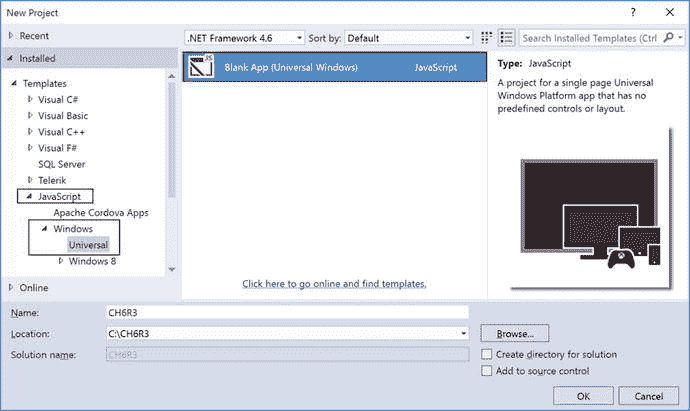 New Project
? ×
Recent
Installed
Templates
Visual C#
Visual Basic
Visual C++
Visual F#
SQL Server
Telerik
JavaScript
Apache Cordova Apps
Windows
Universal
Windows 8
Online
.NET Framework 4.6 Sort by: Default
Search Installed Templates (Ctrl
JS Blank App (Universal Windows) JavaScript
Click here to go online and find templates.
Type: JavaScript
A project for a single page Universal
Windows Platform app that has no
predefined controls or layout.
Name: CH6R3
Location: C:\CH6R3
Browse...
Solution name: CH6R3
Create directory for solution
Add to source control
OK Cancel